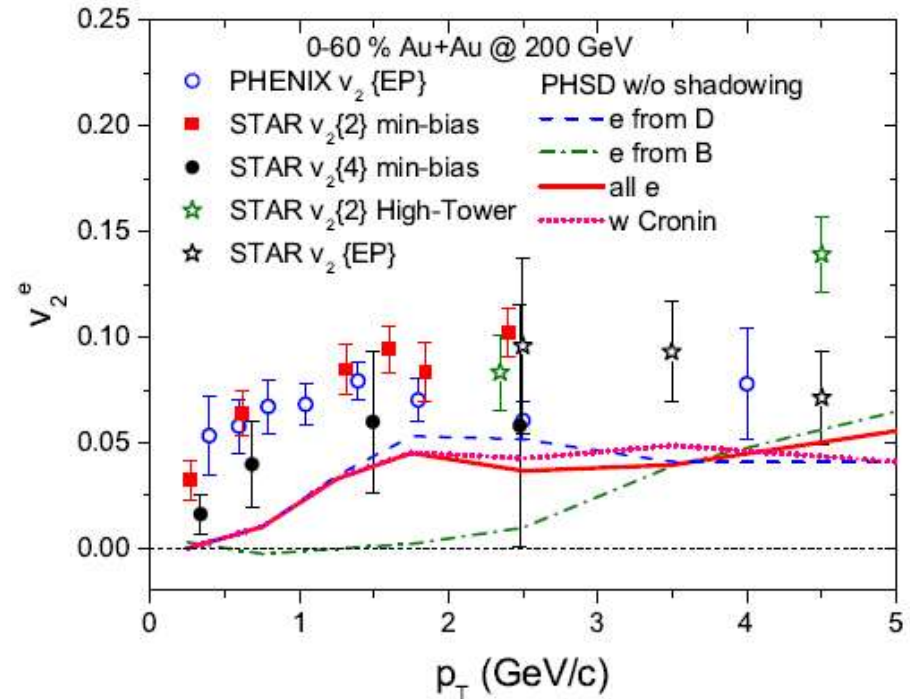 0-60 % Au+Au @ 200 GeV
PHENIX v₂ {EP}
STAR v₂{2} min-bias
STAR v₂{4} min-bias
STAR v₂{2} High-Tower
STAR v₂ {EP}
PHSD w/o shadowing
e from D
e from B
all e
w Cronin
0.25
0.20
0.15
0.10
0.05
0.00
v₂ᵉ
0 1 2 3 4 5
p_T (GeV/c)